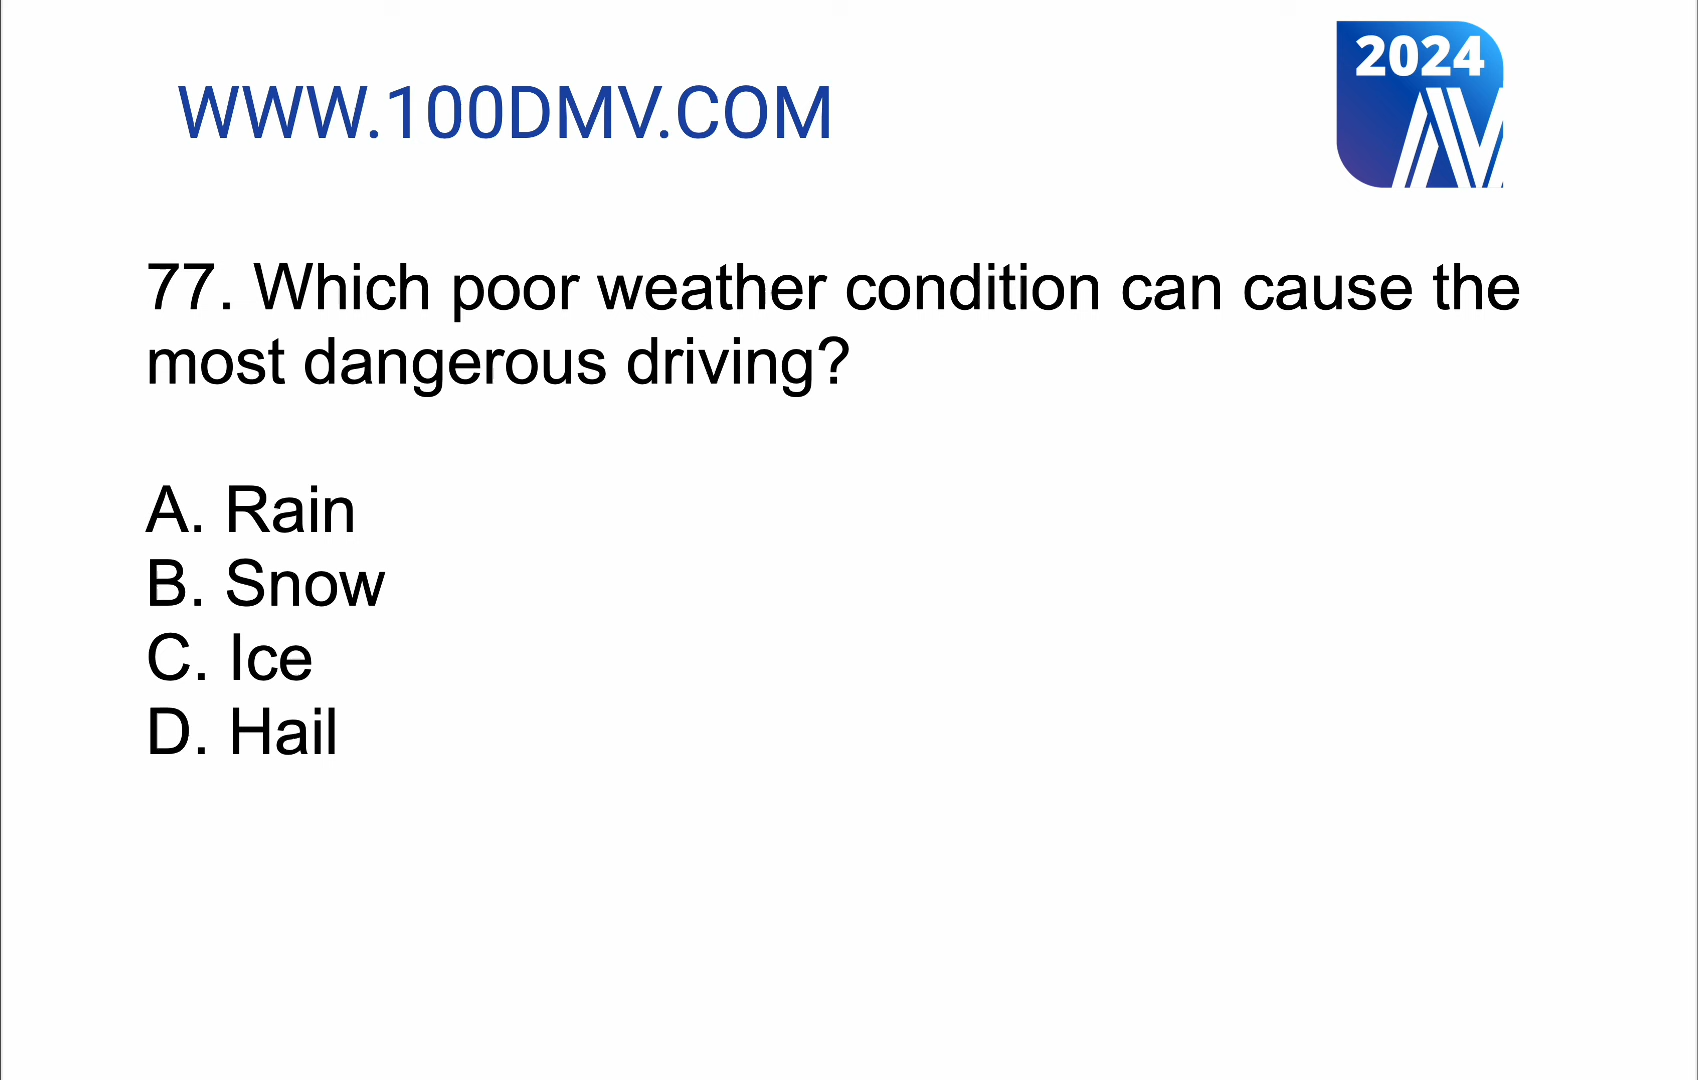 WWW.100DMV.COM
2024
77. Which poor weather condition can cause the
most dangerous driving?
A. Rain
B. Snow
C. Ice
D. Hail